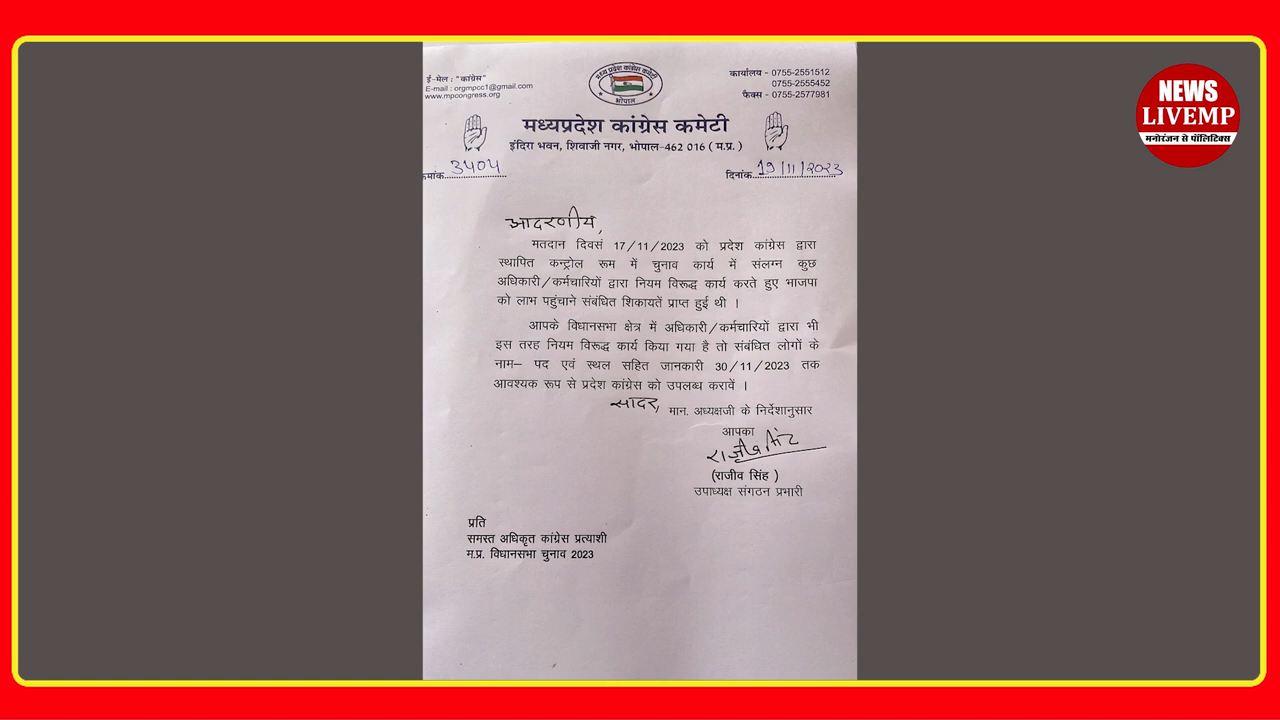 ई-मेल : "कांग्रेस"
E-mail : orgmpcc1@gmail.com
www.mpcongress.org
मध्य प्रदेश कांग्रेस कमेटी
भोपाल
कार्यालय - 0755-2551512
0755-2555452
फैक्स - 0755-2577981
NEWS
LIVEMP
मनोरंजन से पॉलिटिक्स
मध्यप्रदेश कांग्रेस कमेटी
इंदिरा भवन, शिवाजी नगर, भोपाल-462 016 ( म.प्र. )
क्रमांक 3404 दिनांक 19/11/2023
आदरणीय,
मतदान दिवसं 17/11/2023 को प्रदेश कांग्रेस द्वारा
स्थापित कन्ट्रोल रूम में चुनाव कार्य में संलग्न कुछ
अधिकारी/कर्मचारियों द्वारा नियम विरूद्ध कार्य करते हुए भाजपा
को लाभ पहुंचाने संबंधित शिकायतें प्राप्त हुई थी ।
आपके विधानसभा क्षेत्र में अधिकारी/कर्मचारियों द्वारा भी
इस तरह नियम विरूद्ध कार्य किया गया है तो संबंधित लोगों के
नाम– पद एवं स्थल सहित जानकारी 30/11/2023 तक
आवश्यक रूप से प्रदेश कांग्रेस को उपलब्ध करावें ।
सादर, मान. अध्यक्षजी के निर्देशानुसार
आपका
राजीव सिंह
(राजीव सिंह )
उपाध्यक्ष संगठन प्रभारी
प्रति
समस्त अधिकृत कांग्रेस प्रत्याशी
म.प्र. विधानसभा चुनाव 2023